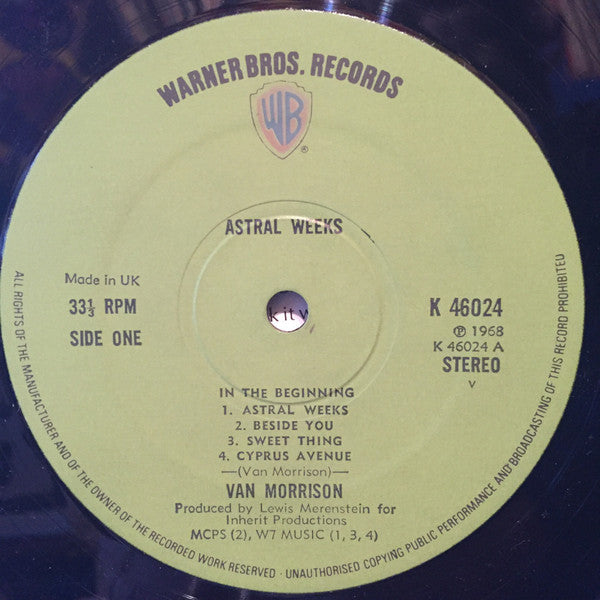 WARNER BROS. RECORDS
WB
®
ASTRAL WEEKS
Made in UK
33⅓ RPM
SIDE ONE
K 46024
Ⓟ 1968
K 46024 A
STEREO
V
kity
IN THE BEGINNING
1. ASTRAL WEEKS
2. BESIDE YOU
3. SWEET THING
4. CYPRUS AVENUE
—(Van Morrison)—
VAN MORRISON
Produced by Lewis Merenstein for
Inherit Productions
MCPS (2), W7 MUSIC (1, 3, 4)
ALL RIGHTS OF THE MANUFACTURER AND OF THE OWNER OF THE RECORDED WORK RESERVED · UNAUTHORISED COPYING PUBLIC PERFORMANCE AND BROADCASTING OF THIS RECORD PROHIBITED